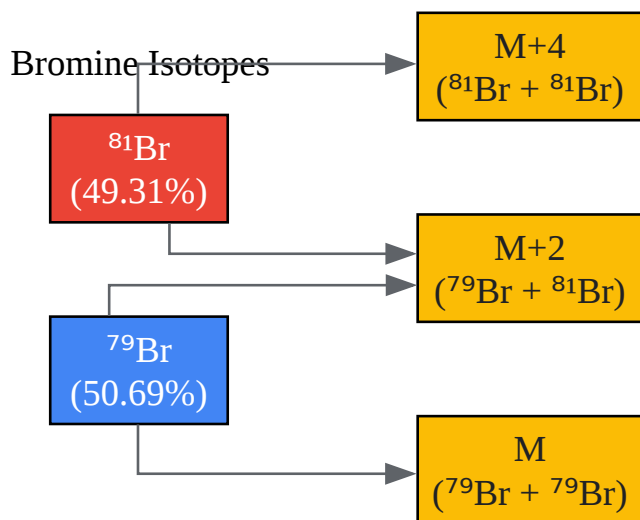 Bromine Isotopes
⁸¹Br
(49.31%)
⁷⁹Br
(50.69%)
M+4
(⁸¹Br + ⁸¹Br)
M+2
(⁷⁹Br + ⁸¹Br)
M
(⁷⁹Br + ⁷⁹Br)